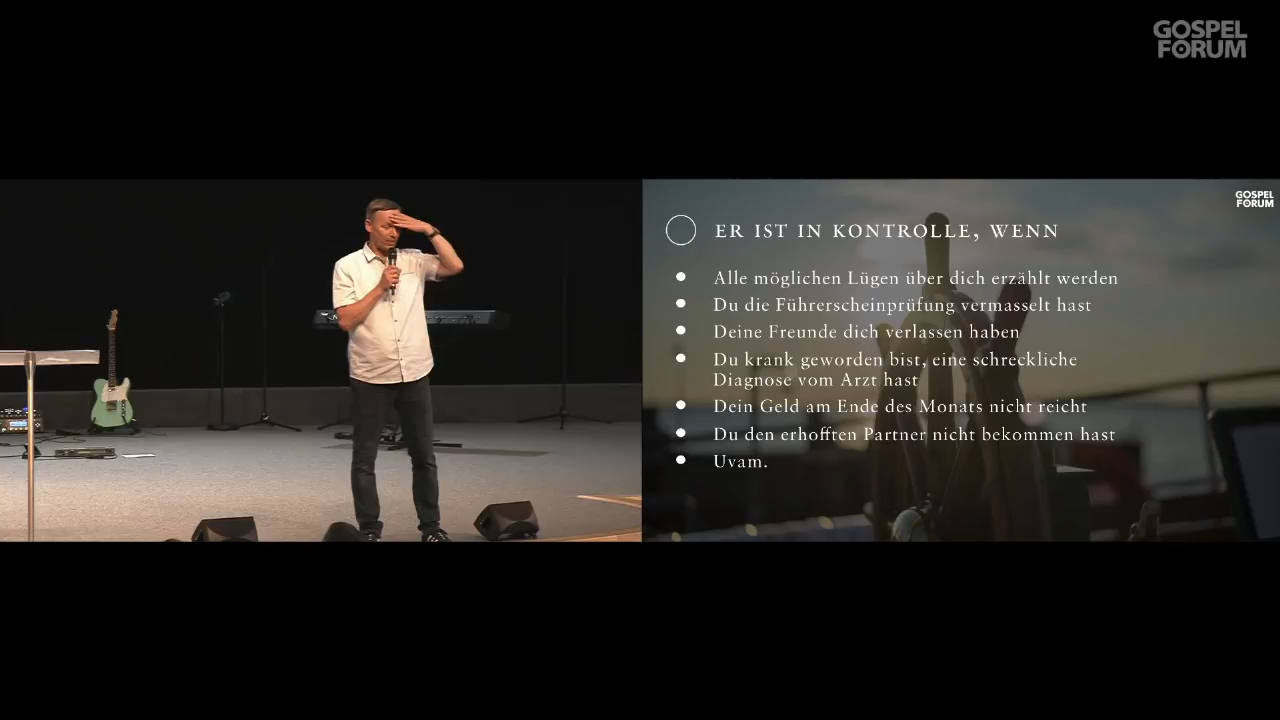 GOSPEL
FORUM
GOSPEL
FORUM
ER IST IN KONTROLLE, WENN
Alle möglichen Lügen über dich erzählt werden
Du die Führerscheinprüfung vermasselt hast
Deine Freunde dich verlassen haben
Du krank geworden bist, eine schreckliche
Diagnose vom Arzt hast
Dein Geld am Ende des Monats nicht reicht
Du den erhofften Partner nicht bekommen hast
Uvam.